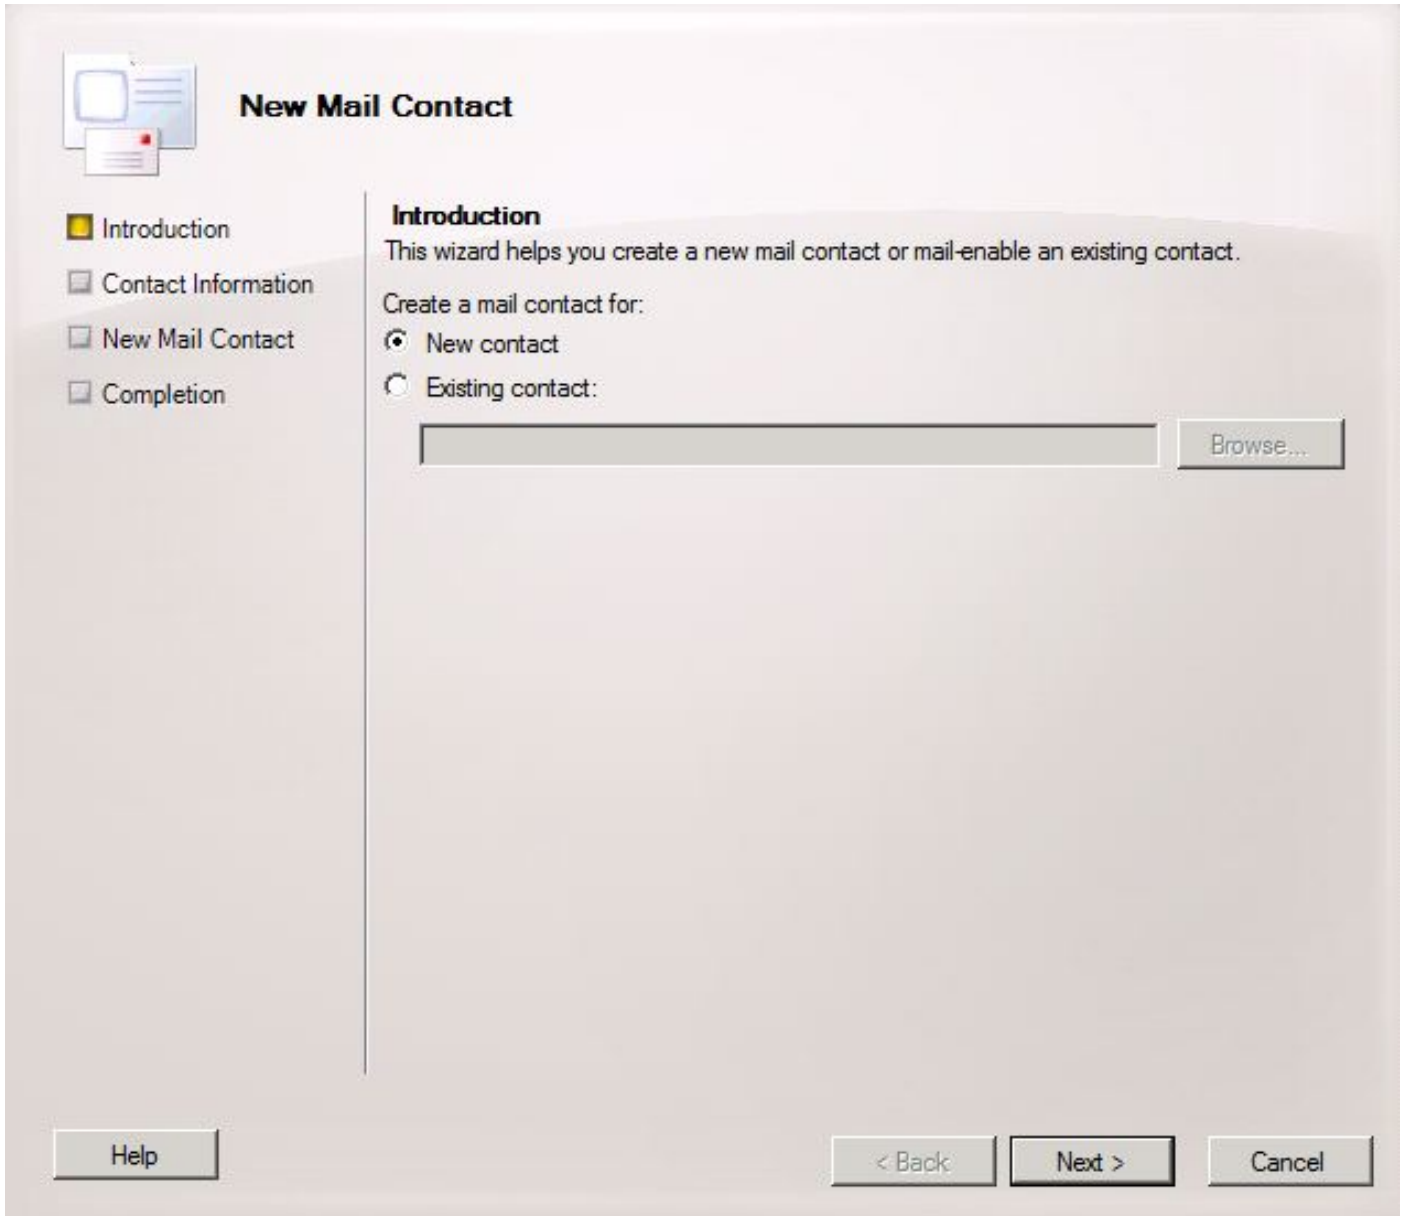 New Mail Contact
Introduction
Contact Information
New Mail Contact
Completion
Introduction
This wizard helps you create a new mail contact or mail-enable an existing contact.
Create a mail contact for:
New contact
Existing contact:
Browse...
Help
< Back
Next >
Cancel